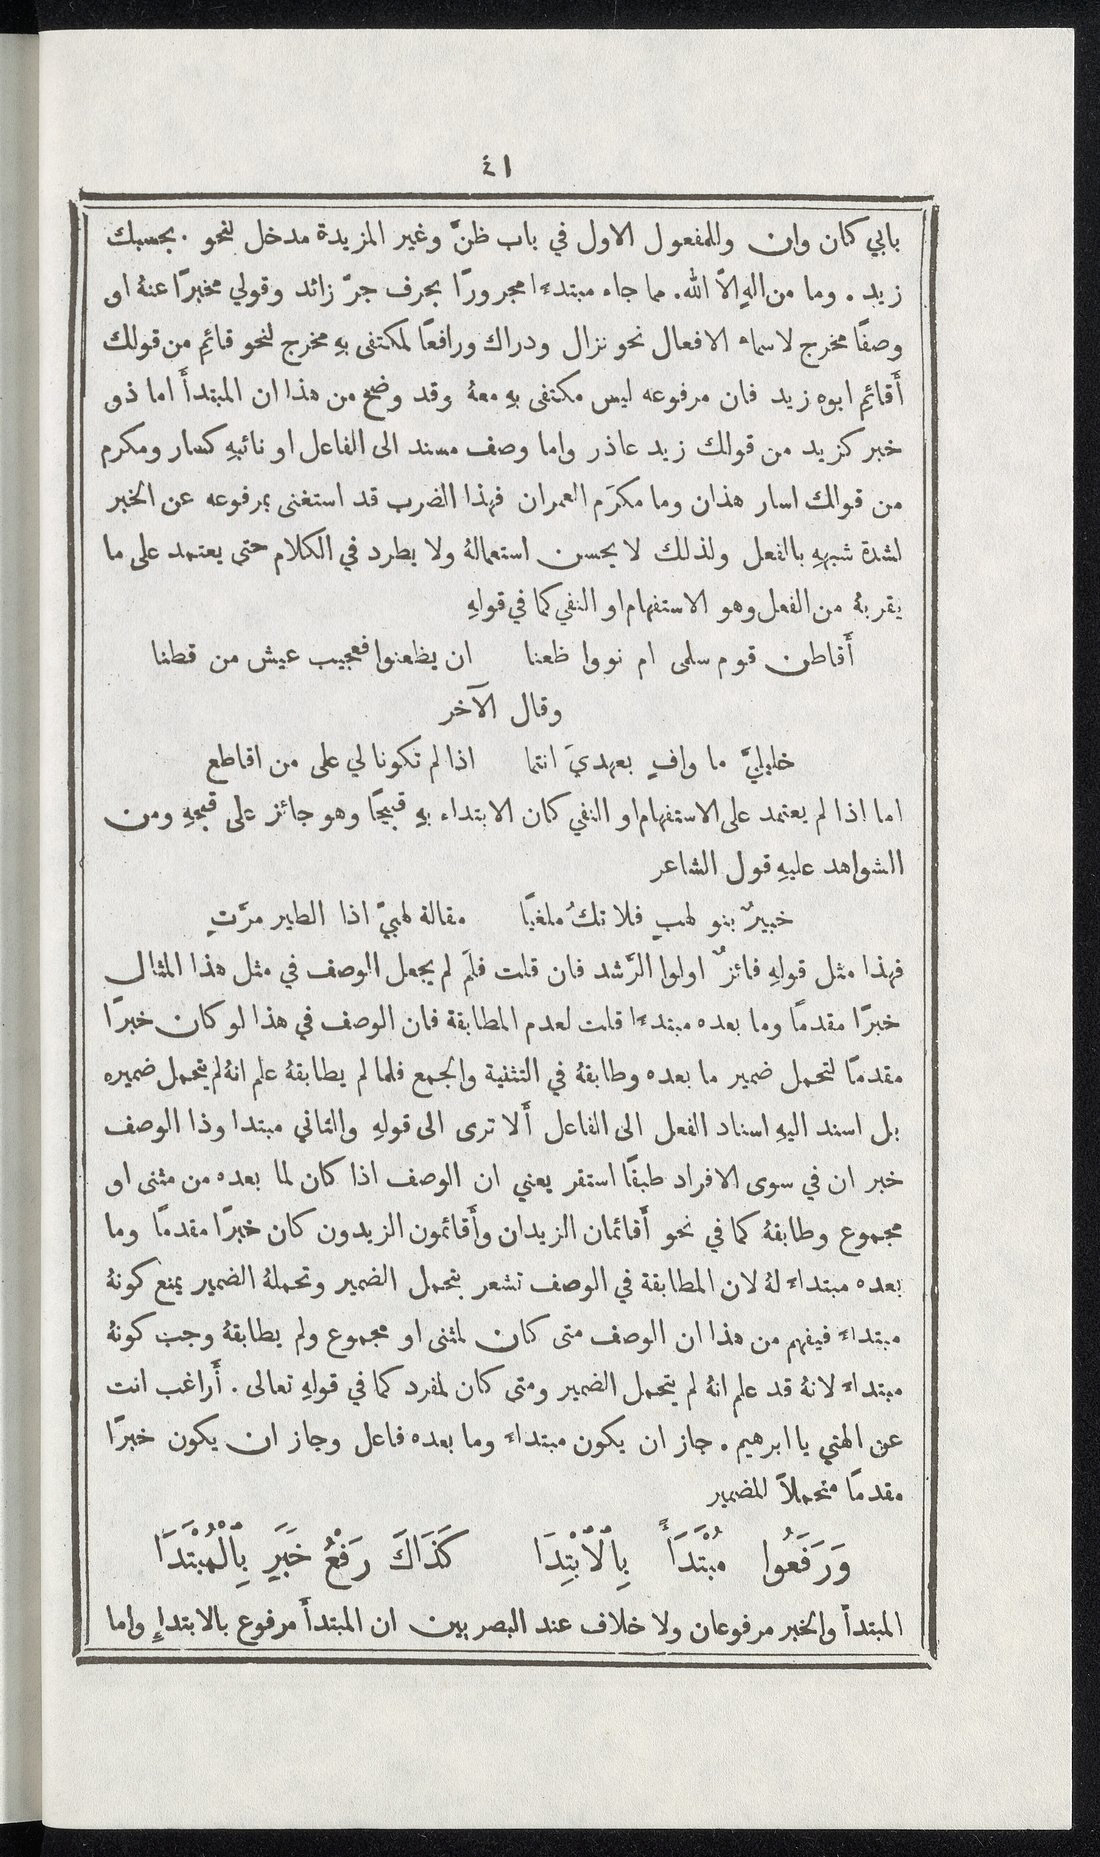 ٤١
بابي كان وان والمفعول الاول في باب ظنَّ وغير المزيدة مدخل لنحو . بحسبك
زيد . وما من الهٍ الاَّ الله. مما جاء مبتدءا مجرورًا بحرف جرّ زائد وقولي مخبرًا عنهُ او
وصفًا مخرج لاسماء الافعال نحو نزال ودراك ورافعًا لمكتفى بهِ مخرج لنحو قائمٍ من قولك
أَقائمٍ ابوه زيد فان مرفوعه ليس مكتفى بهِ معهُ وقد وضح من هذا ان المبتدأَ اما ذو
خبر كزيد من قولك زيد عاذر واما وصف مسند الى الفاعل او نائبهِ كسار ومكرم
من قولك اسار هذان وما مكرَم العمران فهذا الضرب قد استغنى بمرفوعه عن الخبر
لشدة شبههِ بالفعل ولذلك لا يحسن استعمالهُ ولا يطرد في الكلام حتى يعتمد على ما
يقربهُ من الفعل وهو الاستفهام او النفي كما في قولهِ
أَقاطن قوم سلمى ام نووا ظعنا ان يظعنوا فعجيب عيش من قطنا
وقال الآخر
خليليَّ ما وافٍ بعهديَ انتما اذا لم تكونا لي على من اقاطع
اما اذا لم يعتمد على الاستفهام او النفي كان الابتداء بهِ قبيحًا وهو جائز على قبحهِ ومن
الشواهد عليهِ قول الشاعر
خبيرٌ بنو لهبٍ فلا تكُ ملغيًا مقالة لهبيّ اذا الطير مرَّتِ
فهذا مثل قولهِ فائزٌ اولوا الرَّشد فان قلت فلِمَ لم يجعل الوصف في مثل هذا المثال
خبرًا مقدمًا وما بعده مبتدءا قلت لعدم المطابقة فان الوصف في هذا لو كان خبرًا
مقدمًا لتحمل ضمير ما بعده وطابقهُ في التثنية والجمع فلما لم يطابقهُ علم انهُ لم يتحمل ضميره
بل اسند اليهِ اسناد الفعل الى الفاعل أَلا ترى الى قولهِ والثاني مبتدا وذا الوصف
خبر ان في سوى الافراد طبقًا استقر يعني ان الوصف اذا كان لما بعده من مثنى او
مجموع وطابقهُ كما في نحو أَقائمان الزيدان وأَقائمون الزيدون كان خبرًا مقدمًا وما
بعده مبتداء لهُ لان المطابقة في الوصف تشعر بتحمل الضمير وتحملهُ الضمير يمنع كونهُ
مبتداء فيفهم من هذا ان الوصف متى كان لمثنى او مجموع ولم يطابقهُ وجب كونهُ
مبتداء لانهُ قد علم انهُ لم يتحمل الضمير ومتى كان لمفرد كما في قولهِ تعالى . أَراغب انت
عن الهتي يا ابرهيم . جاز ان يكون مبتداء وما بعده فاعل وجاز ان يكون خبرًا
مقدمًا متحملاً للضمير
وَرَفَعُوا مُبْتَدَأً بِالْاَبْتِدَا كَذَاكَ رَفْعُ خَبَرٍ بِالْمُبْتَدَا
المبتدأ والخبر مرفوعان ولا خلاف عند البصريين ان المبتدأَ مرفوع بالابتداءِ واما